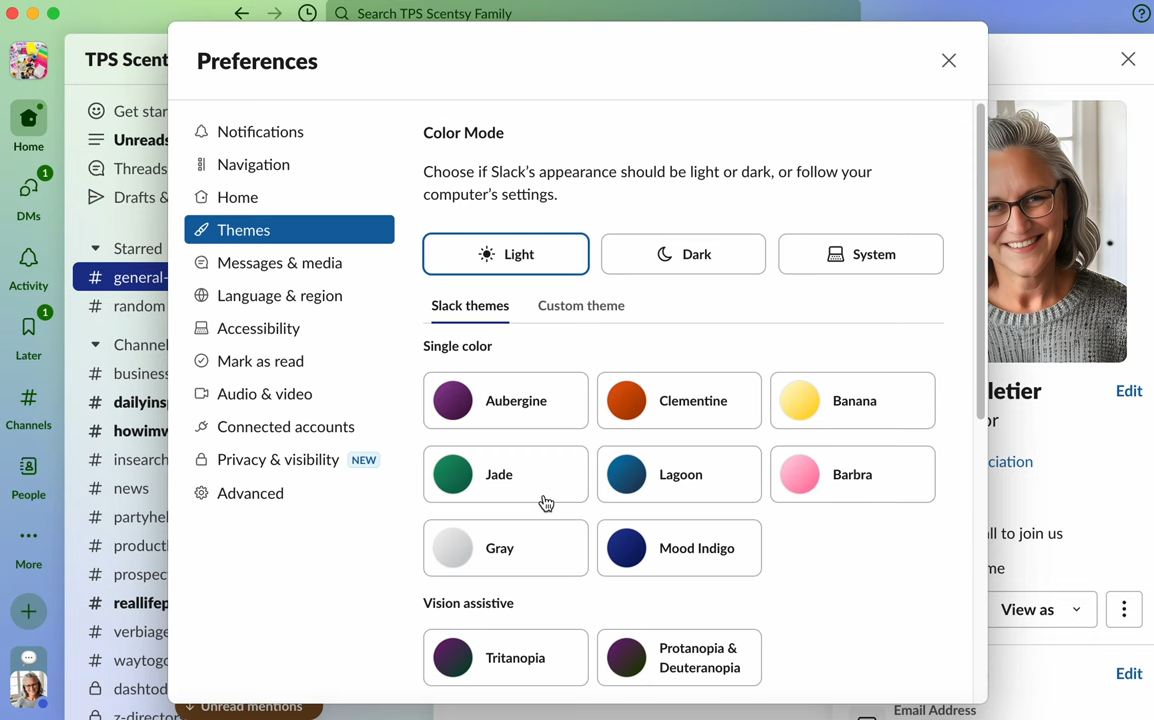 Search TPS Scentsy Family
TPS Scent
Preferences
Home
DMs
1
Activity
Later
1
Channels
People
More
Get star
Unreads
Threads
Drafts &
Starred
# general-
# random
Channel
# business
# dailyinsp
# howimw
# insearch
# news
# partyhel
# product
# prospec
# reallifep
# verbiage
# waytogo
dashtod
z-director
Unread mentions
Notifications
Navigation
Home
Themes
Messages & media
Language & region
Accessibility
Mark as read
Audio & video
Connected accounts
Privacy & visibility NEW
Advanced
Color Mode
Choose if Slack's appearance should be light or dark, or follow your
computer's settings.
Light Dark System
Slack themes Custom theme
Single color
Aubergine Clementine Banana
Jade Lagoon Barbra
Gray Mood Indigo
Vision assistive
Tritanopia
Protanopia &
Deuteranopia
lletier Edit
or
ciation
ll to join us
me
View as
Edit
Email Address